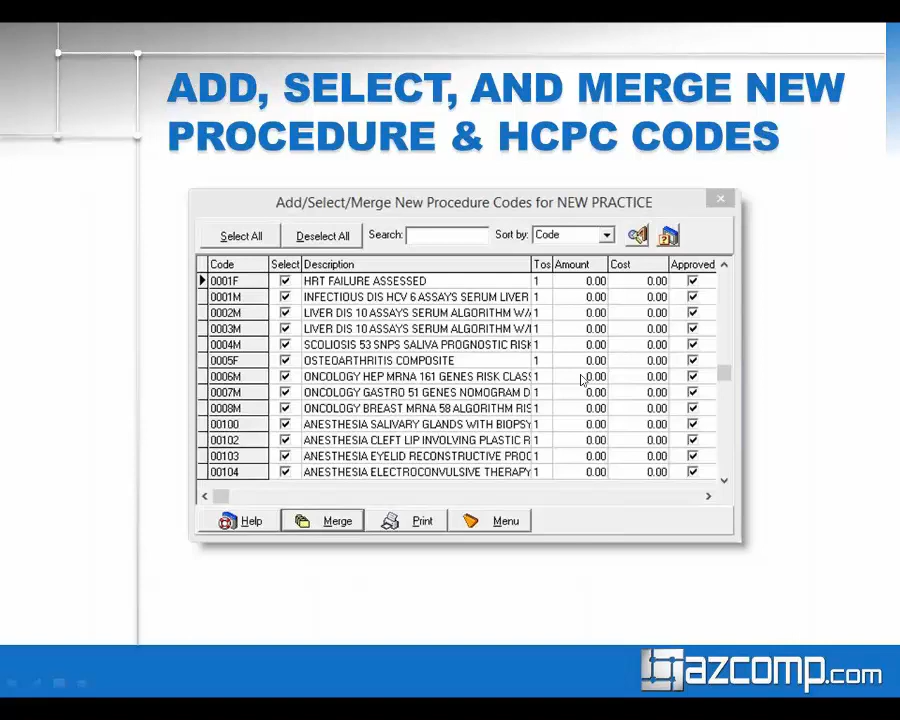 ADD, SELECT, AND MERGE NEW
PROCEDURE & HCPC CODES
Add/Select/Merge New Procedure Codes for NEW PRACTICE
Select All Deselect All Search: Sort by: Code
Code Select Description Tos Amount Cost Approved
0001F HRT FAILURE ASSESSED 1 0.00 0.00
0001M INFECTIOUS DIS HCV 6 ASSAYS SERUM LIVER 1 0.00 0.00
0002M LIVER DIS 10 ASSAYS SERUM ALGORITHM W/ 1 0.00 0.00
0003M LIVER DIS 10 ASSAYS SERUM ALGORITHM W/ 1 0.00 0.00
0004M SCOLIOSIS 53 SNPS SALIVA PROGNOSTIC RISK 1 0.00 0.00
0005F OSTEOARTHRITIS COMPOSITE 1 0.00 0.00
0006M ONCOLOGY HEP MRNA 161 GENES RISK CLAS 1 0.00 0.00
0007M ONCOLOGY GASTRO 51 GENES NOMOGRAM D 1 0.00 0.00
0008M ONCOLOGY BREAST MRNA 58 ALGORITHM RIS 1 0.00 0.00
00100 ANESTHESIA SALIVARY GLANDS WITH BIOPSY 1 0.00 0.00
00102 ANESTHESIA CLEFT LIP INVOLVING PLASTIC R 1 0.00 0.00
00103 ANESTHESIA EYELID RECONSTRUCTIVE PRO 1 0.00 0.00
00104 ANESTHESIA ELECTROCONVULSIVE THERAPY 1 0.00 0.00
Help Merge Print Menu
azcomp.com